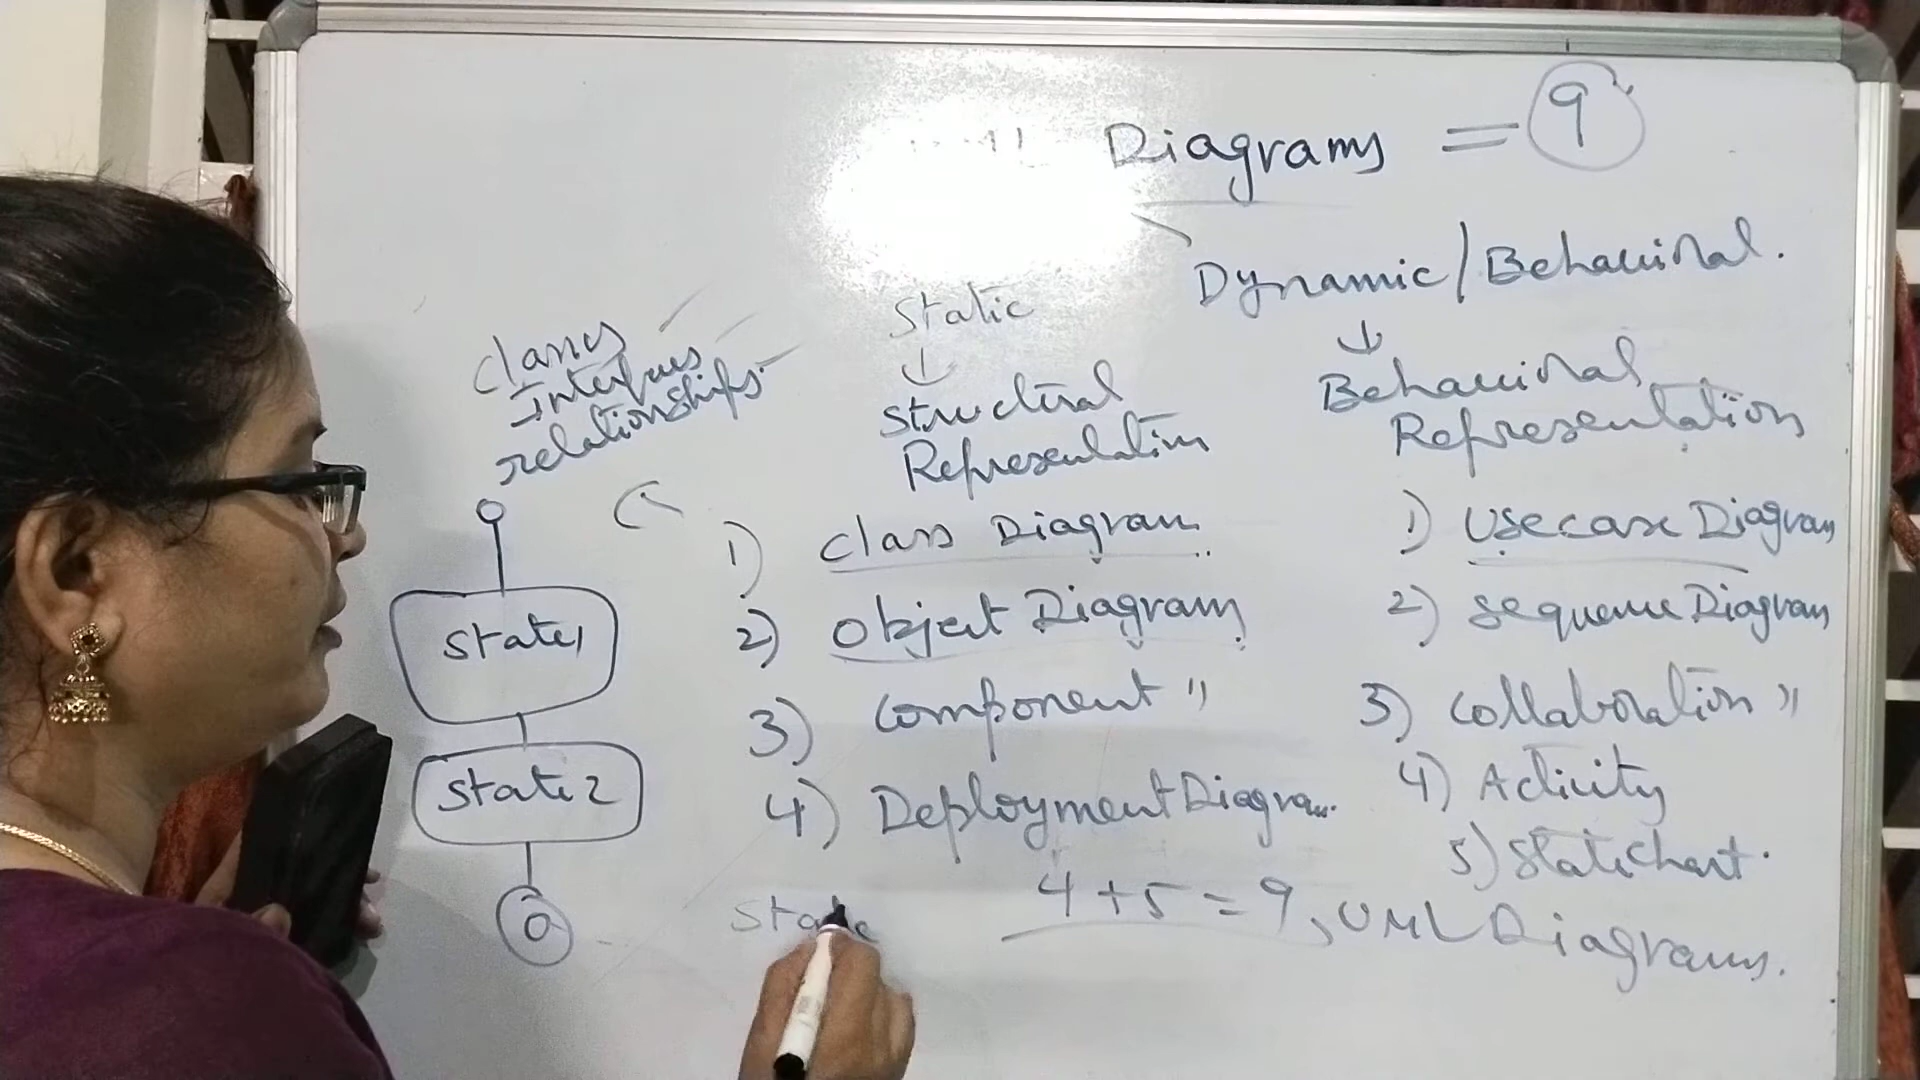 Diagrams = 9
Dynamic/Behavioral.
Static
↓
Structural
Representation
↓
Behavioral
Representation
classes
Interfaces
relationships.
1) Class Diagram
2) Object Diagram
3) Component "
4) Deployment Diagram
1) Usecase Diagram
2) Sequence Diagram
3) Collaboration "
4) Activity
5) Statechart.
4+5=9, UML Diagrams.
State1
State2
State